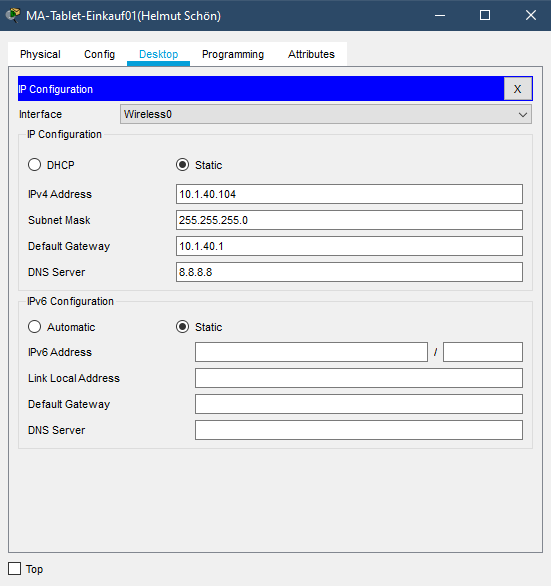 MA-Tablet-Einkauf01(Helmut Schön)
Physical Config Desktop Programming Attributes
IP Configuration X
Interface Wireless0
IP Configuration
DHCP Static
IPv4 Address 10.1.40.104
Subnet Mask 255.255.255.0
Default Gateway 10.1.40.1
DNS Server 8.8.8.8
IPv6 Configuration
Automatic Static
IPv6 Address /
Link Local Address
Default Gateway
DNS Server
Top